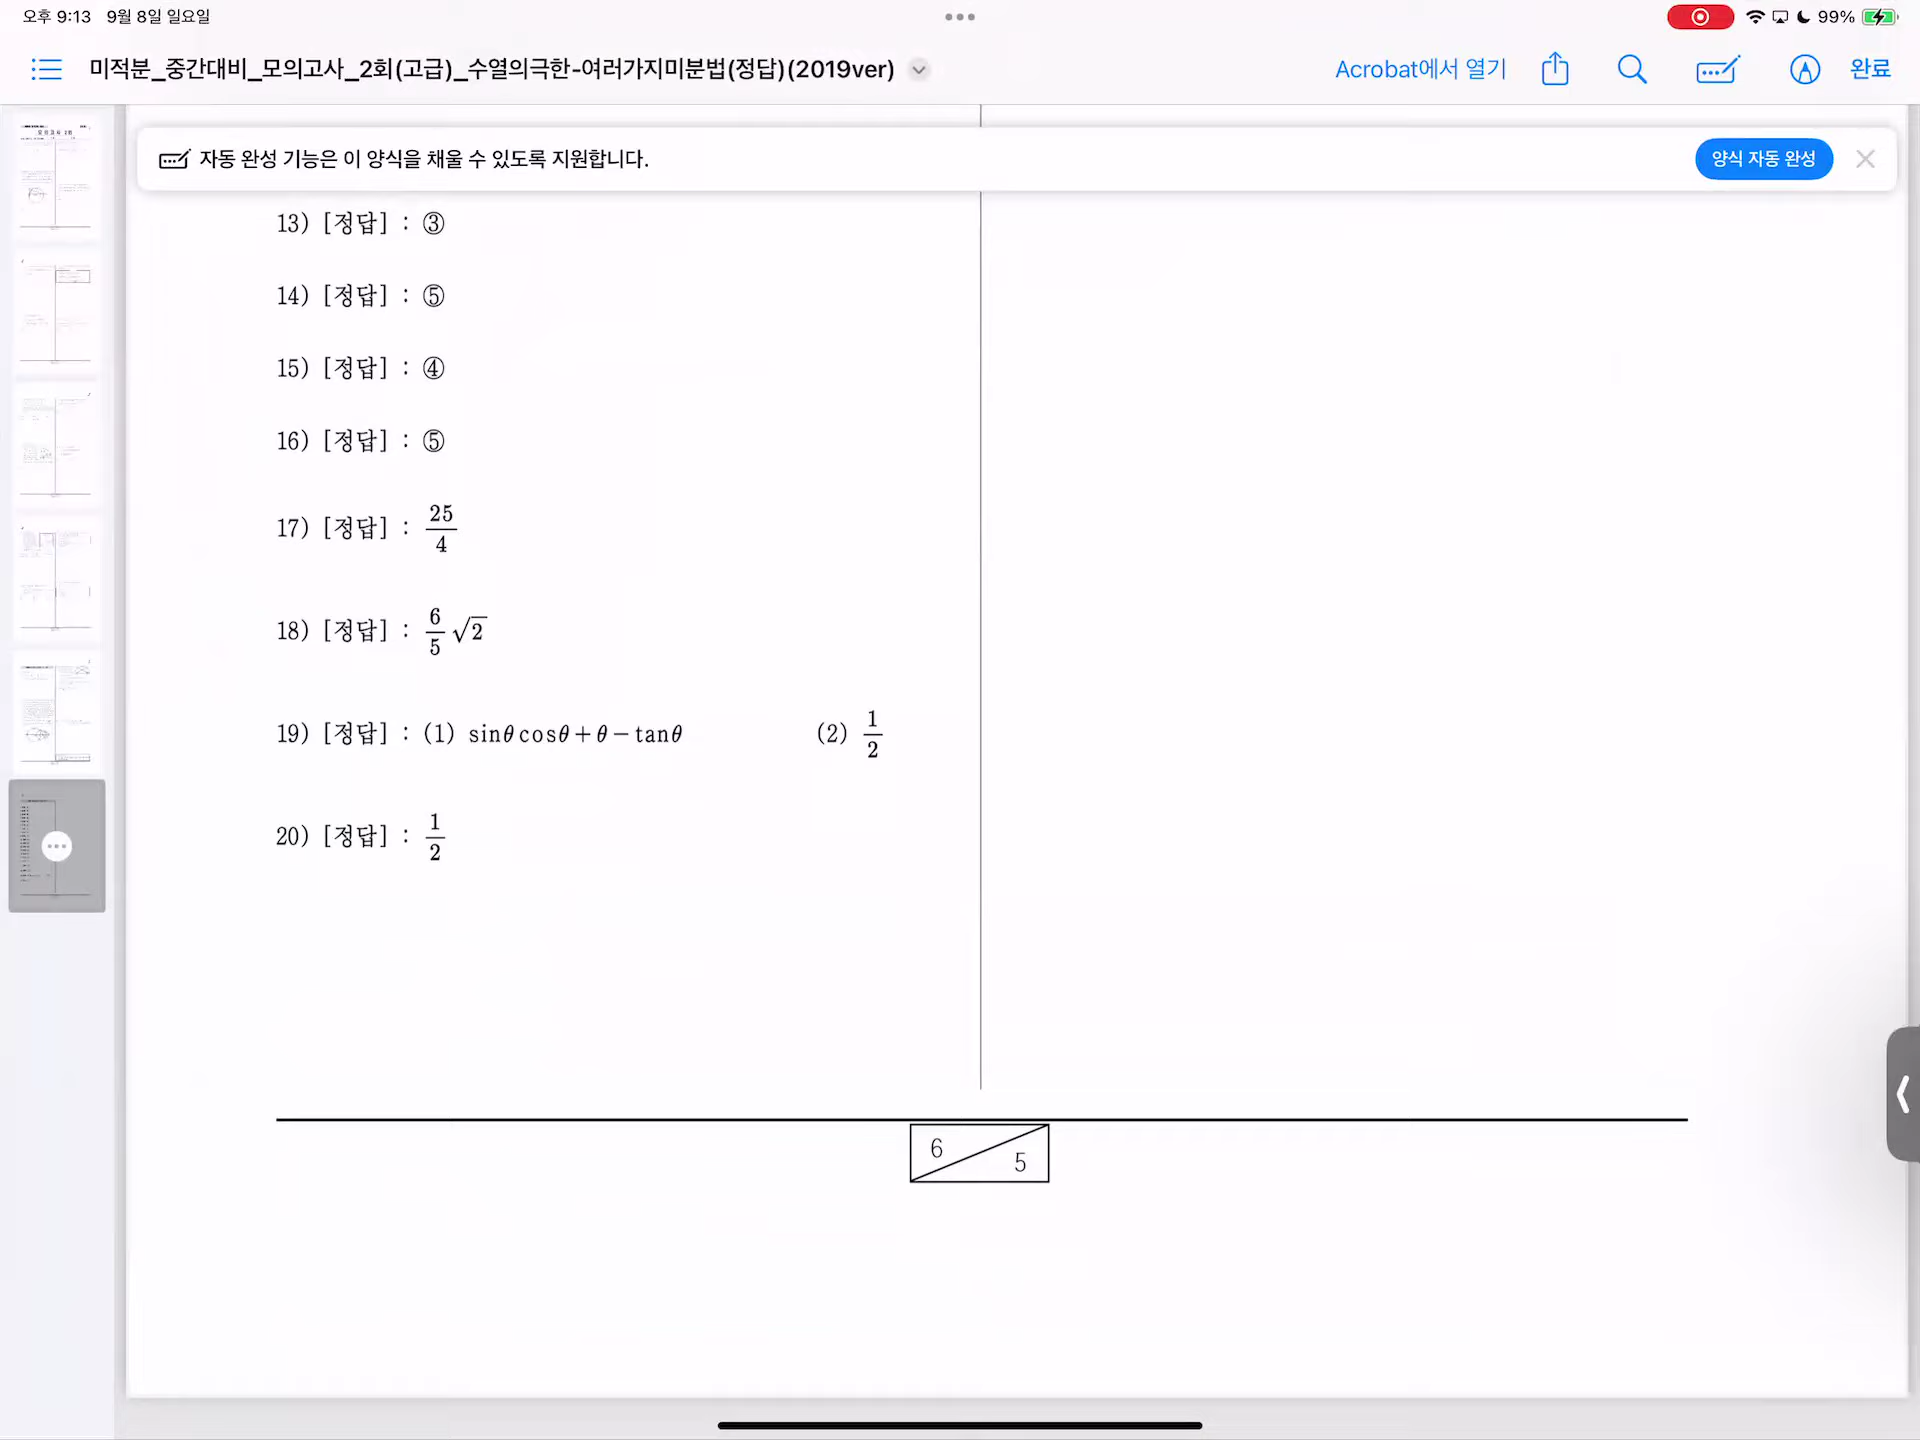 오후 9:13 9월 8일 일요일
99%
미적분_중간대비_모의고사_2회(고급)_수열의극한-여러가지미분법(정답)(2019ver)
Acrobat에서 열기
완료
자동 완성 기능은 이 양식을 채울 수 있도록 지원합니다.
양식 자동 완성
13) [정답] : ③
14) [정답] : ⑤
15) [정답] : ④
16) [정답] : ⑤
17) [정답] : 25/4
18) [정답] : 6/5 √2
19) [정답] : (1) sinθcosθ+θ−tanθ (2) 1/2
20) [정답] : 1/2
6 5